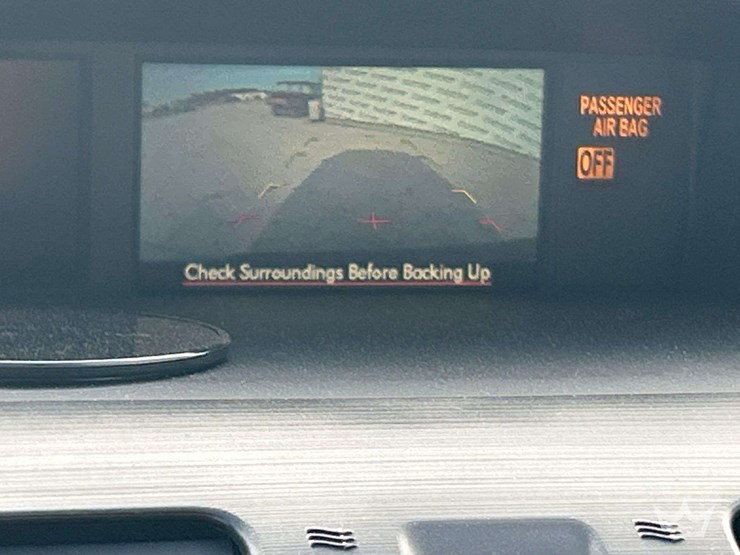 PASSENGER
AIR BAG
OFF
Check Surroundings Before Backing Up